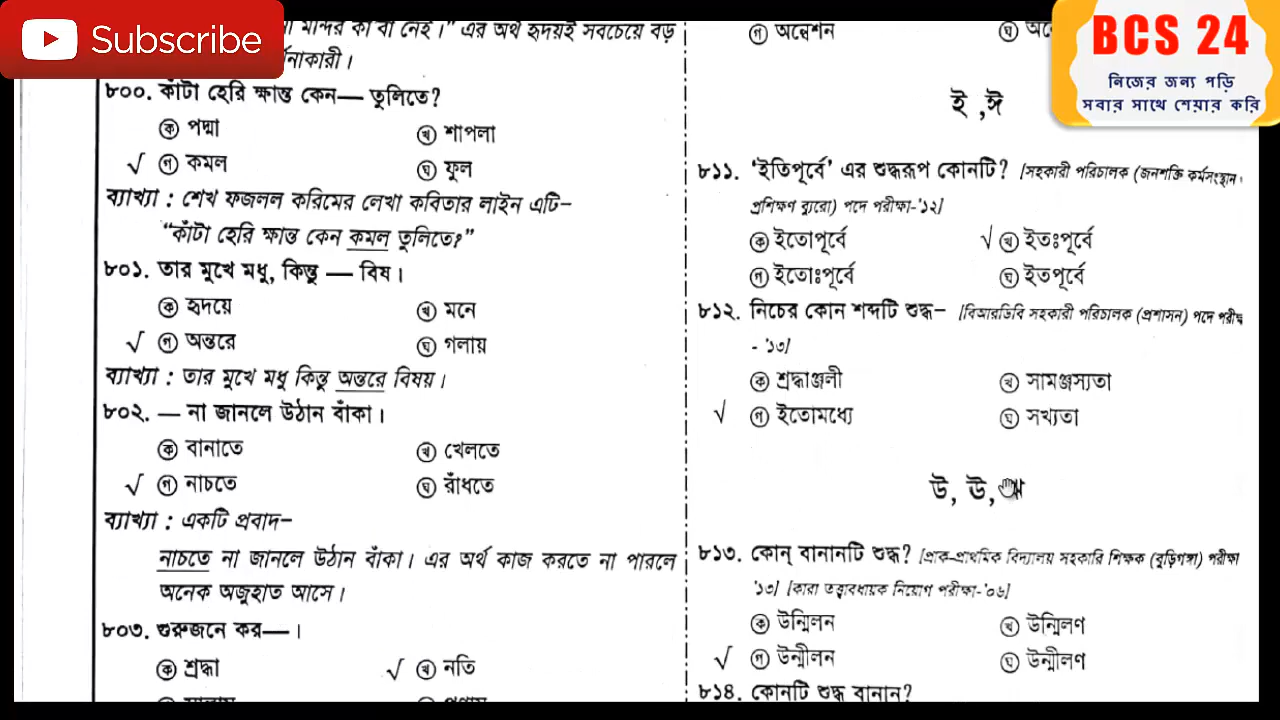 Subscribe
BCS 24
নিজের জন্য পড়ি
সবার সাথে শেয়ার করি
মন্দির কা'বা নেই।” এর অর্থ হৃদয়ই সবচেয়ে বড়
৮০০. কাঁটা হেরি ক্ষান্ত কেন— তুলিতে?
ক পদ্মা
খ শাপলা
√ গ কমল
ঘ ফুল
ব্যাখ্যা : শেখ ফজলল করিমের লেখা কবিতার লাইন এটি-
“কাঁটা হেরি ক্ষান্ত কেন কমল তুলিতে?”
৮০১. তার মুখে মধু, কিন্তু — বিষ।
ক হৃদয়ে
খ মনে
√ গ অন্তরে
ঘ গলায়
ব্যাখ্যা : তার মুখে মধু কিন্তু অন্তরে বিষয়।
৮০২. — না জানলে উঠান বাঁকা।
ক বানাতে
খ খেলতে
√ গ নাচতে
ঘ রাঁধতে
ব্যাখ্যা : একটি প্রবাদ-
নাচতে না জানলে উঠান বাঁকা। এর অর্থ কাজ করতে না পারলে
অনেক অজুহাত আসে।
৮০৩. গুরুজনে কর—।
ক শ্রদ্ধা
√ খ নতি
গ অন্বেশন
ঘ
ই ,ঈ
৮১১. ‘ইতিপূর্বে’ এর শুদ্ধরূপ কোনটি? [সহকারী পরিচালক (জনশক্তি কর্মসংস্থান,
প্রশিক্ষণ ব্যুরো) পদে পরীক্ষা-'১২]
ক ইতোপূর্বে
√ খ ইতঃপূর্বে
গ ইতোঃপূর্বে
ঘ ইতপূর্বে
৮১২. নিচের কোন শব্দটি শুদ্ধ- [বিআরডিবি সহকারী পরিচালক (প্রশাসন) পদে
- '১৩]
ক শ্রদ্ধাঞ্জলী
খ সামঞ্জস্যতা
√ গ ইতোমধ্যে
ঘ সখ্যতা
উ, ঊ,
৮১৩. কোন্ বানানটি শুদ্ধ? [প্রাক-প্রাথমিক বিদ্যালয় সহকারি শিক্ষক (বুড়িগঙ্গা) পরীক্ষা
'১৩] [কারা তত্ত্বাবধায়ক নিয়োগ পরীক্ষা-'০৬]
ক উন্মিলন
খ উন্মিলণ
√ গ উন্মীলন
ঘ উন্মীলণ
৮১৪. কোনটি শুদ্ধ বানান?